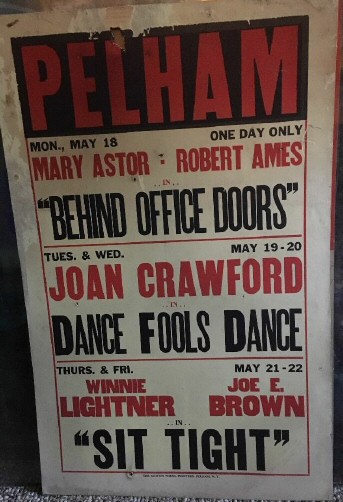 PELHAM
MON., MAY 18 ONE DAY ONLY
MARY ASTOR : ROBERT AMES
..IN..
"BEHIND OFFICE DOORS"
TUES. & WED. MAY 19-20
JOAN CRAWFORD
..IN..
DANCE FOOLS DANCE
THURS. & FRI. MAY 21-22
WINNIE JOE E.
LIGHTNER BROWN
..IN..
"SIT TIGHT"